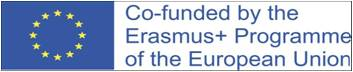 Co-funded by the
Erasmus+ Programme
of the European Union